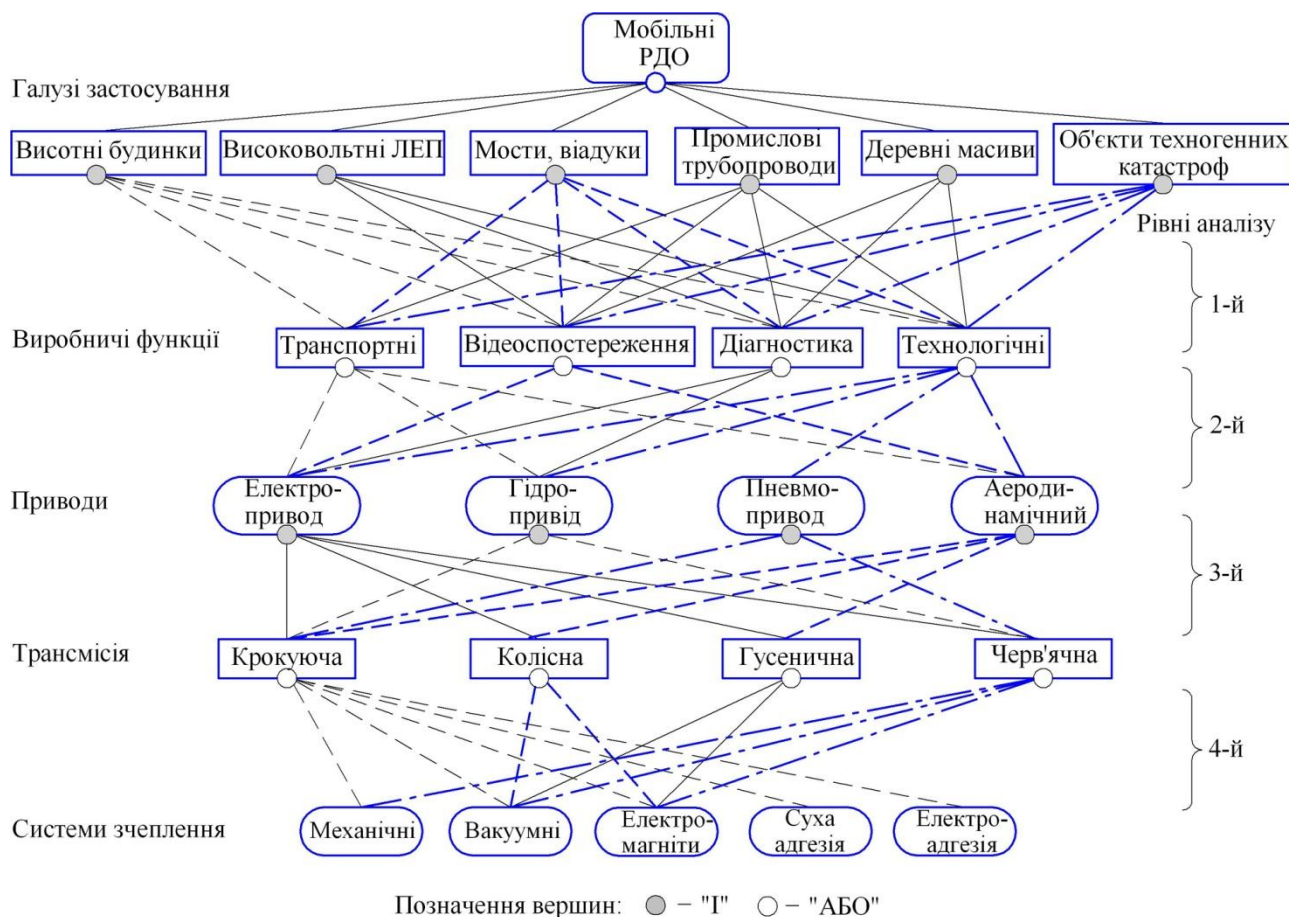 Мобільні
РДО
Галузі застосування
Висотні будинки
Високовольтні ЛЕП
Мости, віадуки
Промислові
трубопроводи
Деревні масиви
Об'єкти техногенних
катастроф
Рівні аналізу
1-й
Виробничі функції
Транспортні
Відеоспостереження
Діагностика
Технологічні
2-й
Приводи
Електро-
привод
Гідро-
привід
Пневмо-
привод
Аероди-
намічний
3-й
Трансмісія
Крокуюча
Колісна
Гусенична
Черв'ячна
4-й
Системи зчеплення
Механічні
Вакуумні
Електро-
магніти
Суха
адгезія
Електро-
адгезія
Позначення вершин: – "І" – "АБО"